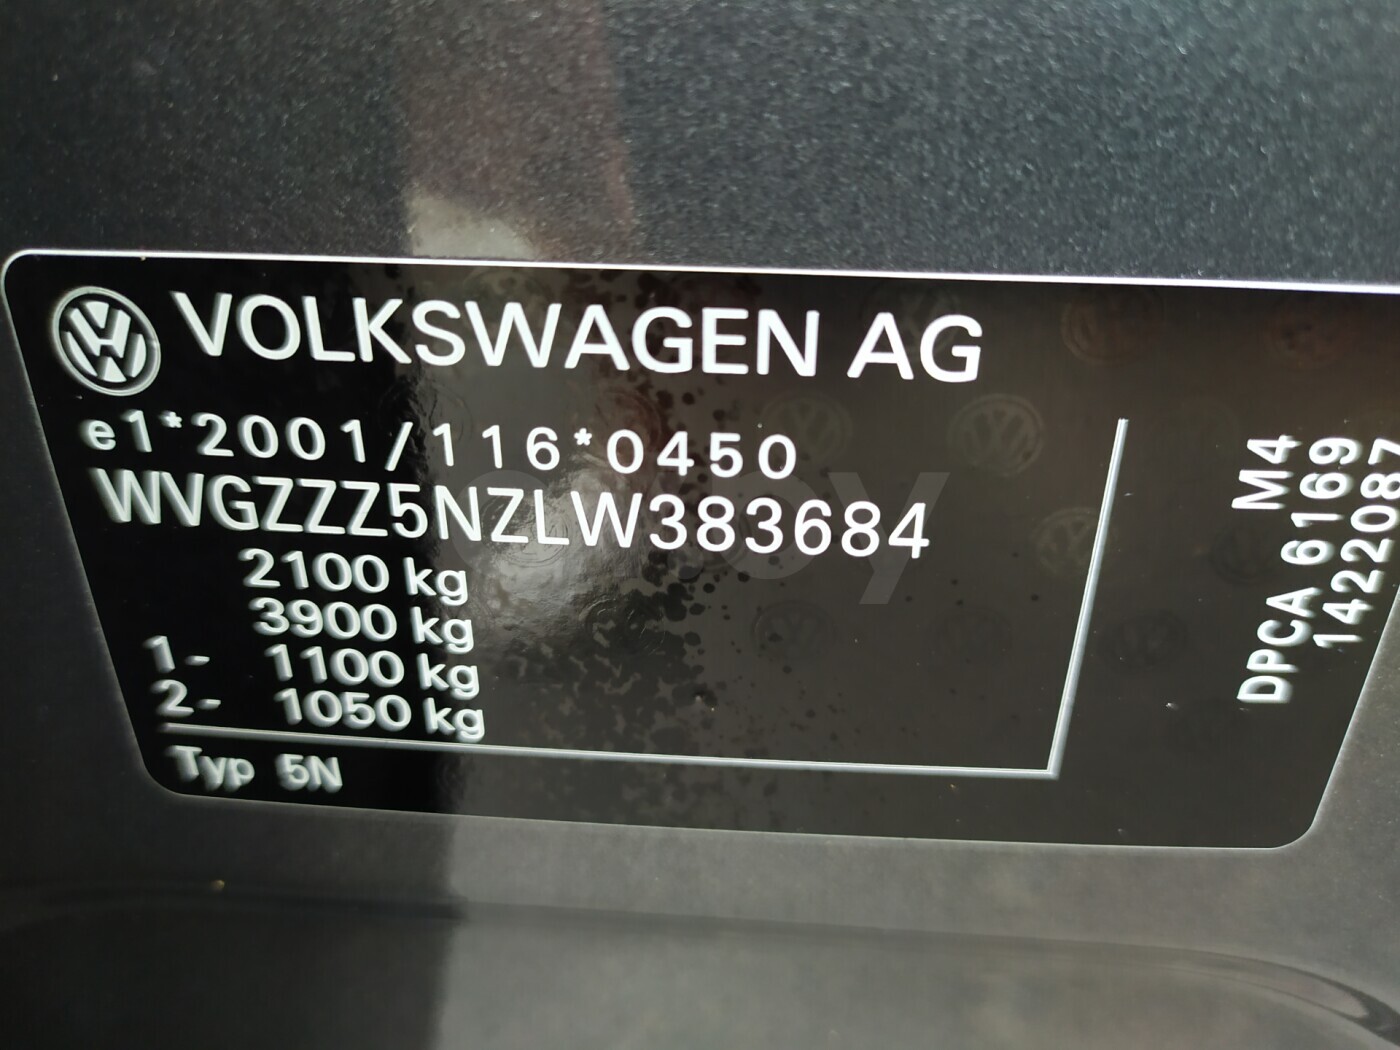 VOLKSWAGEN AG
e1*2001/116*0450
WVGZZZ5NZLW383684
2100 kg
3900 kg
1- 1100 kg
2- 1050 kg
Typ 5N
M4
DPCA 6169
1422087